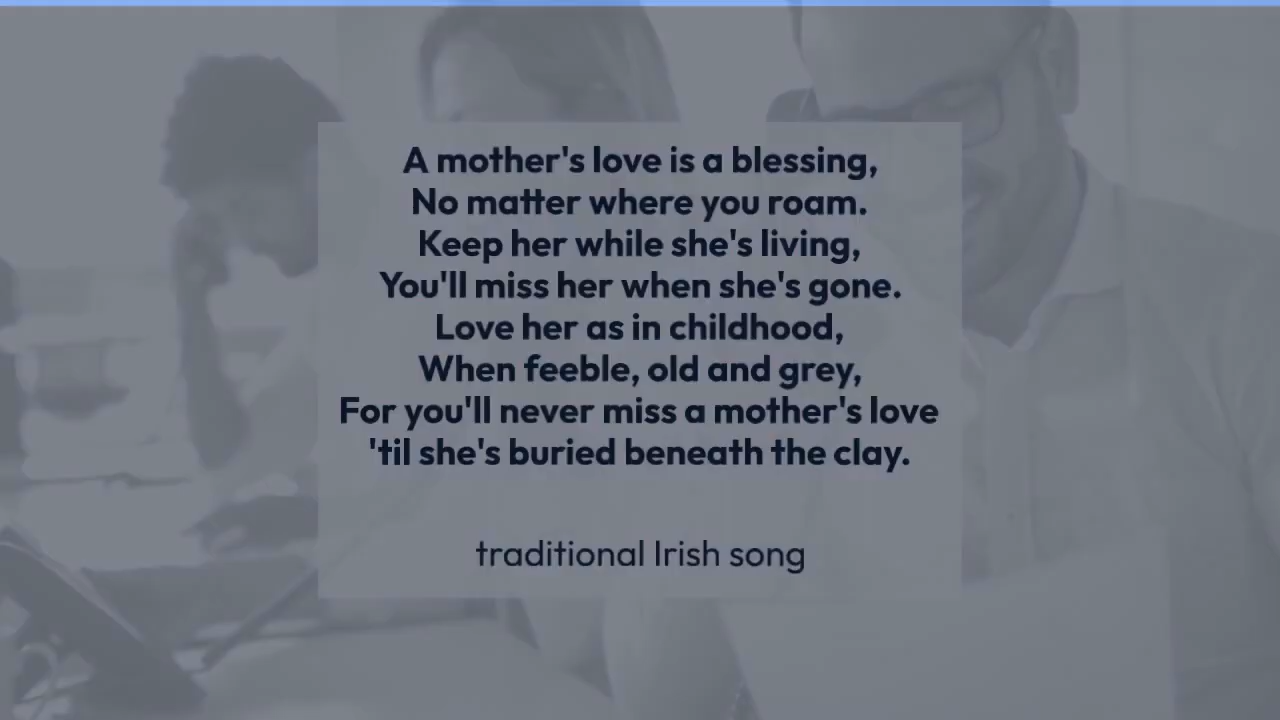 A mother's love is a blessing,
No matter where you roam.
Keep her while she's living,
You'll miss her when she's gone.
Love her as in childhood,
When feeble, old and grey,
For you'll never miss a mother's love
'til she's buried beneath the clay.
traditional Irish song